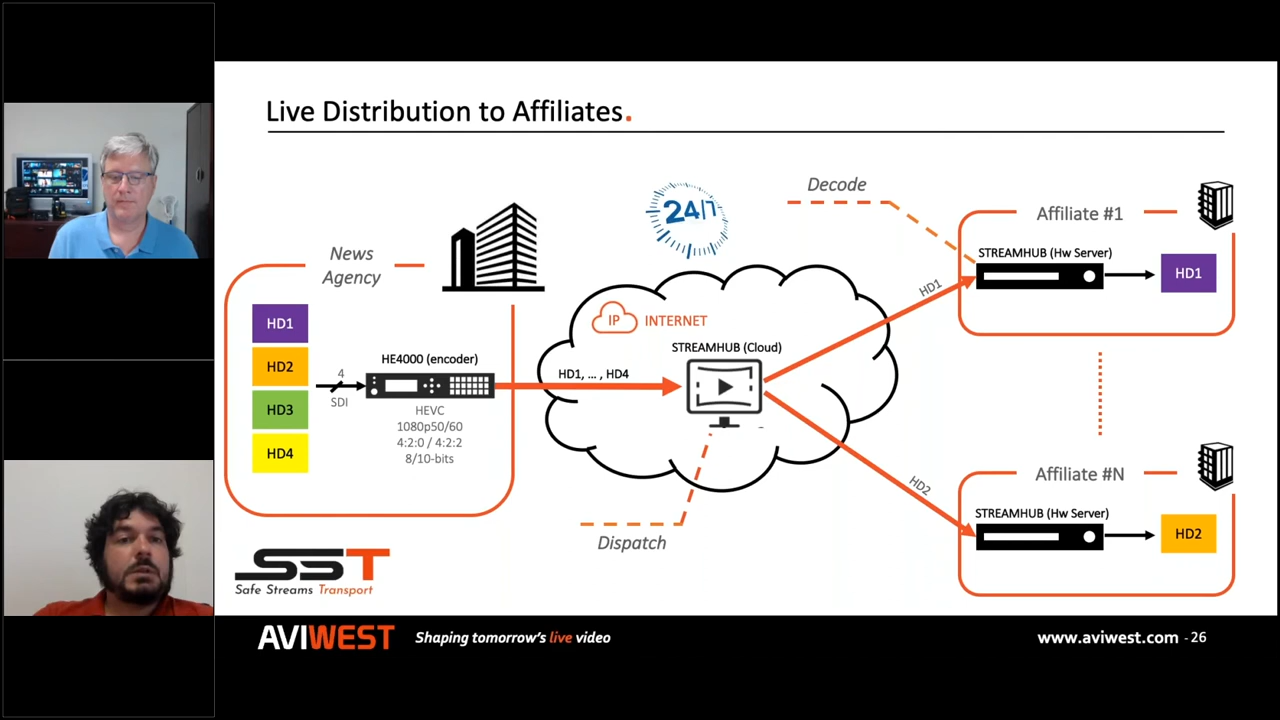 Live Distribution to Affiliates.
24/7
Decode
News
Agency
HD1
HD2
HD3
HD4
4
SDI
HE4000 (encoder)
HEVC
1080p50/60
4:2:0 / 4:2:2
8/10-bits
IP INTERNET
STREAMHUB (Cloud)
HD1, ... , HD4
HD1
HD2
Dispatch
Affiliate #1
STREAMHUB (Hw Server)
HD1
Affiliate #N
STREAMHUB (Hw Server)
HD2
SST
Safe Streams Transport
AVIWEST Shaping tomorrow's live video
www.aviwest.com - 26